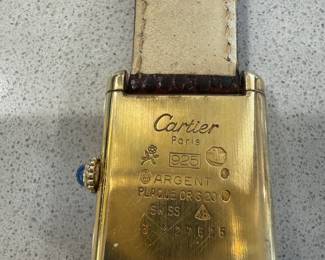 Cartier
Paris
925
ARGENT
PLAQUE OR G 20
SWISS